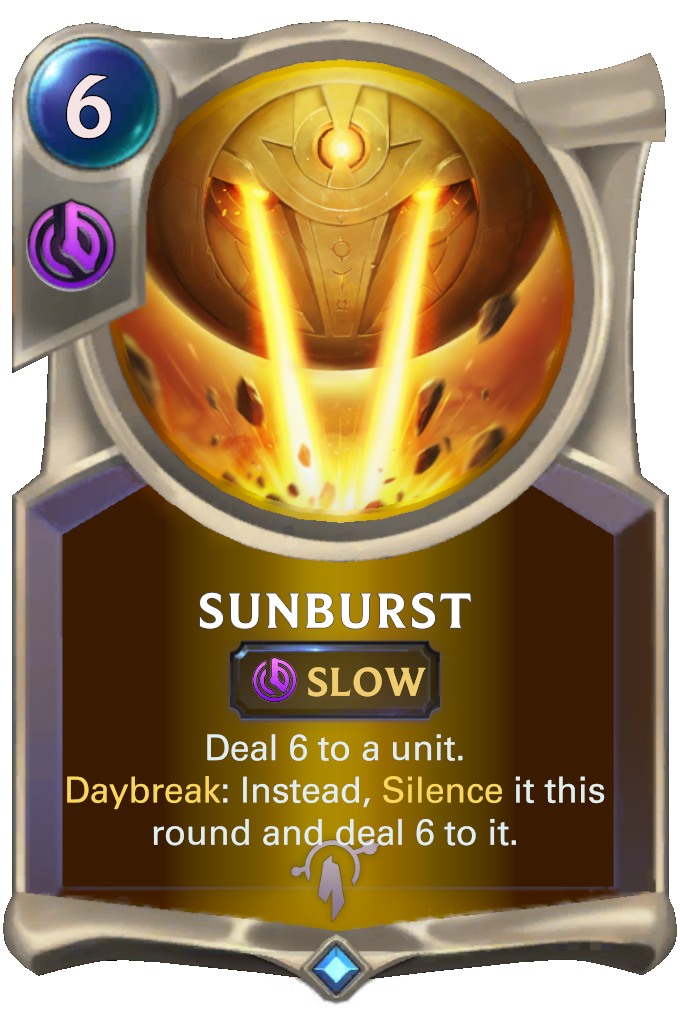 6
SUNBURST
SLOW
Deal 6 to a unit.
Daybreak: Instead, Silence it this
round and deal 6 to it.